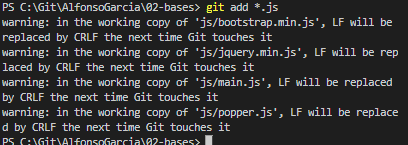 PS C:\Git\AlfonsoGarcia\02-bases> git add *.js
warning: in the working copy of 'js/bootstrap.min.js', LF will be
replaced by CRLF the next time Git touches it
warning: in the working copy of 'js/jquery.min.js', LF will be rep
laced by CRLF the next time Git touches it
warning: in the working copy of 'js/main.js', LF will be replaced
by CRLF the next time Git touches it
warning: in the working copy of 'js/popper.js', LF will be replace
d by CRLF the next time Git touches it
PS C:\Git\AlfonsoGarcia\02-bases>